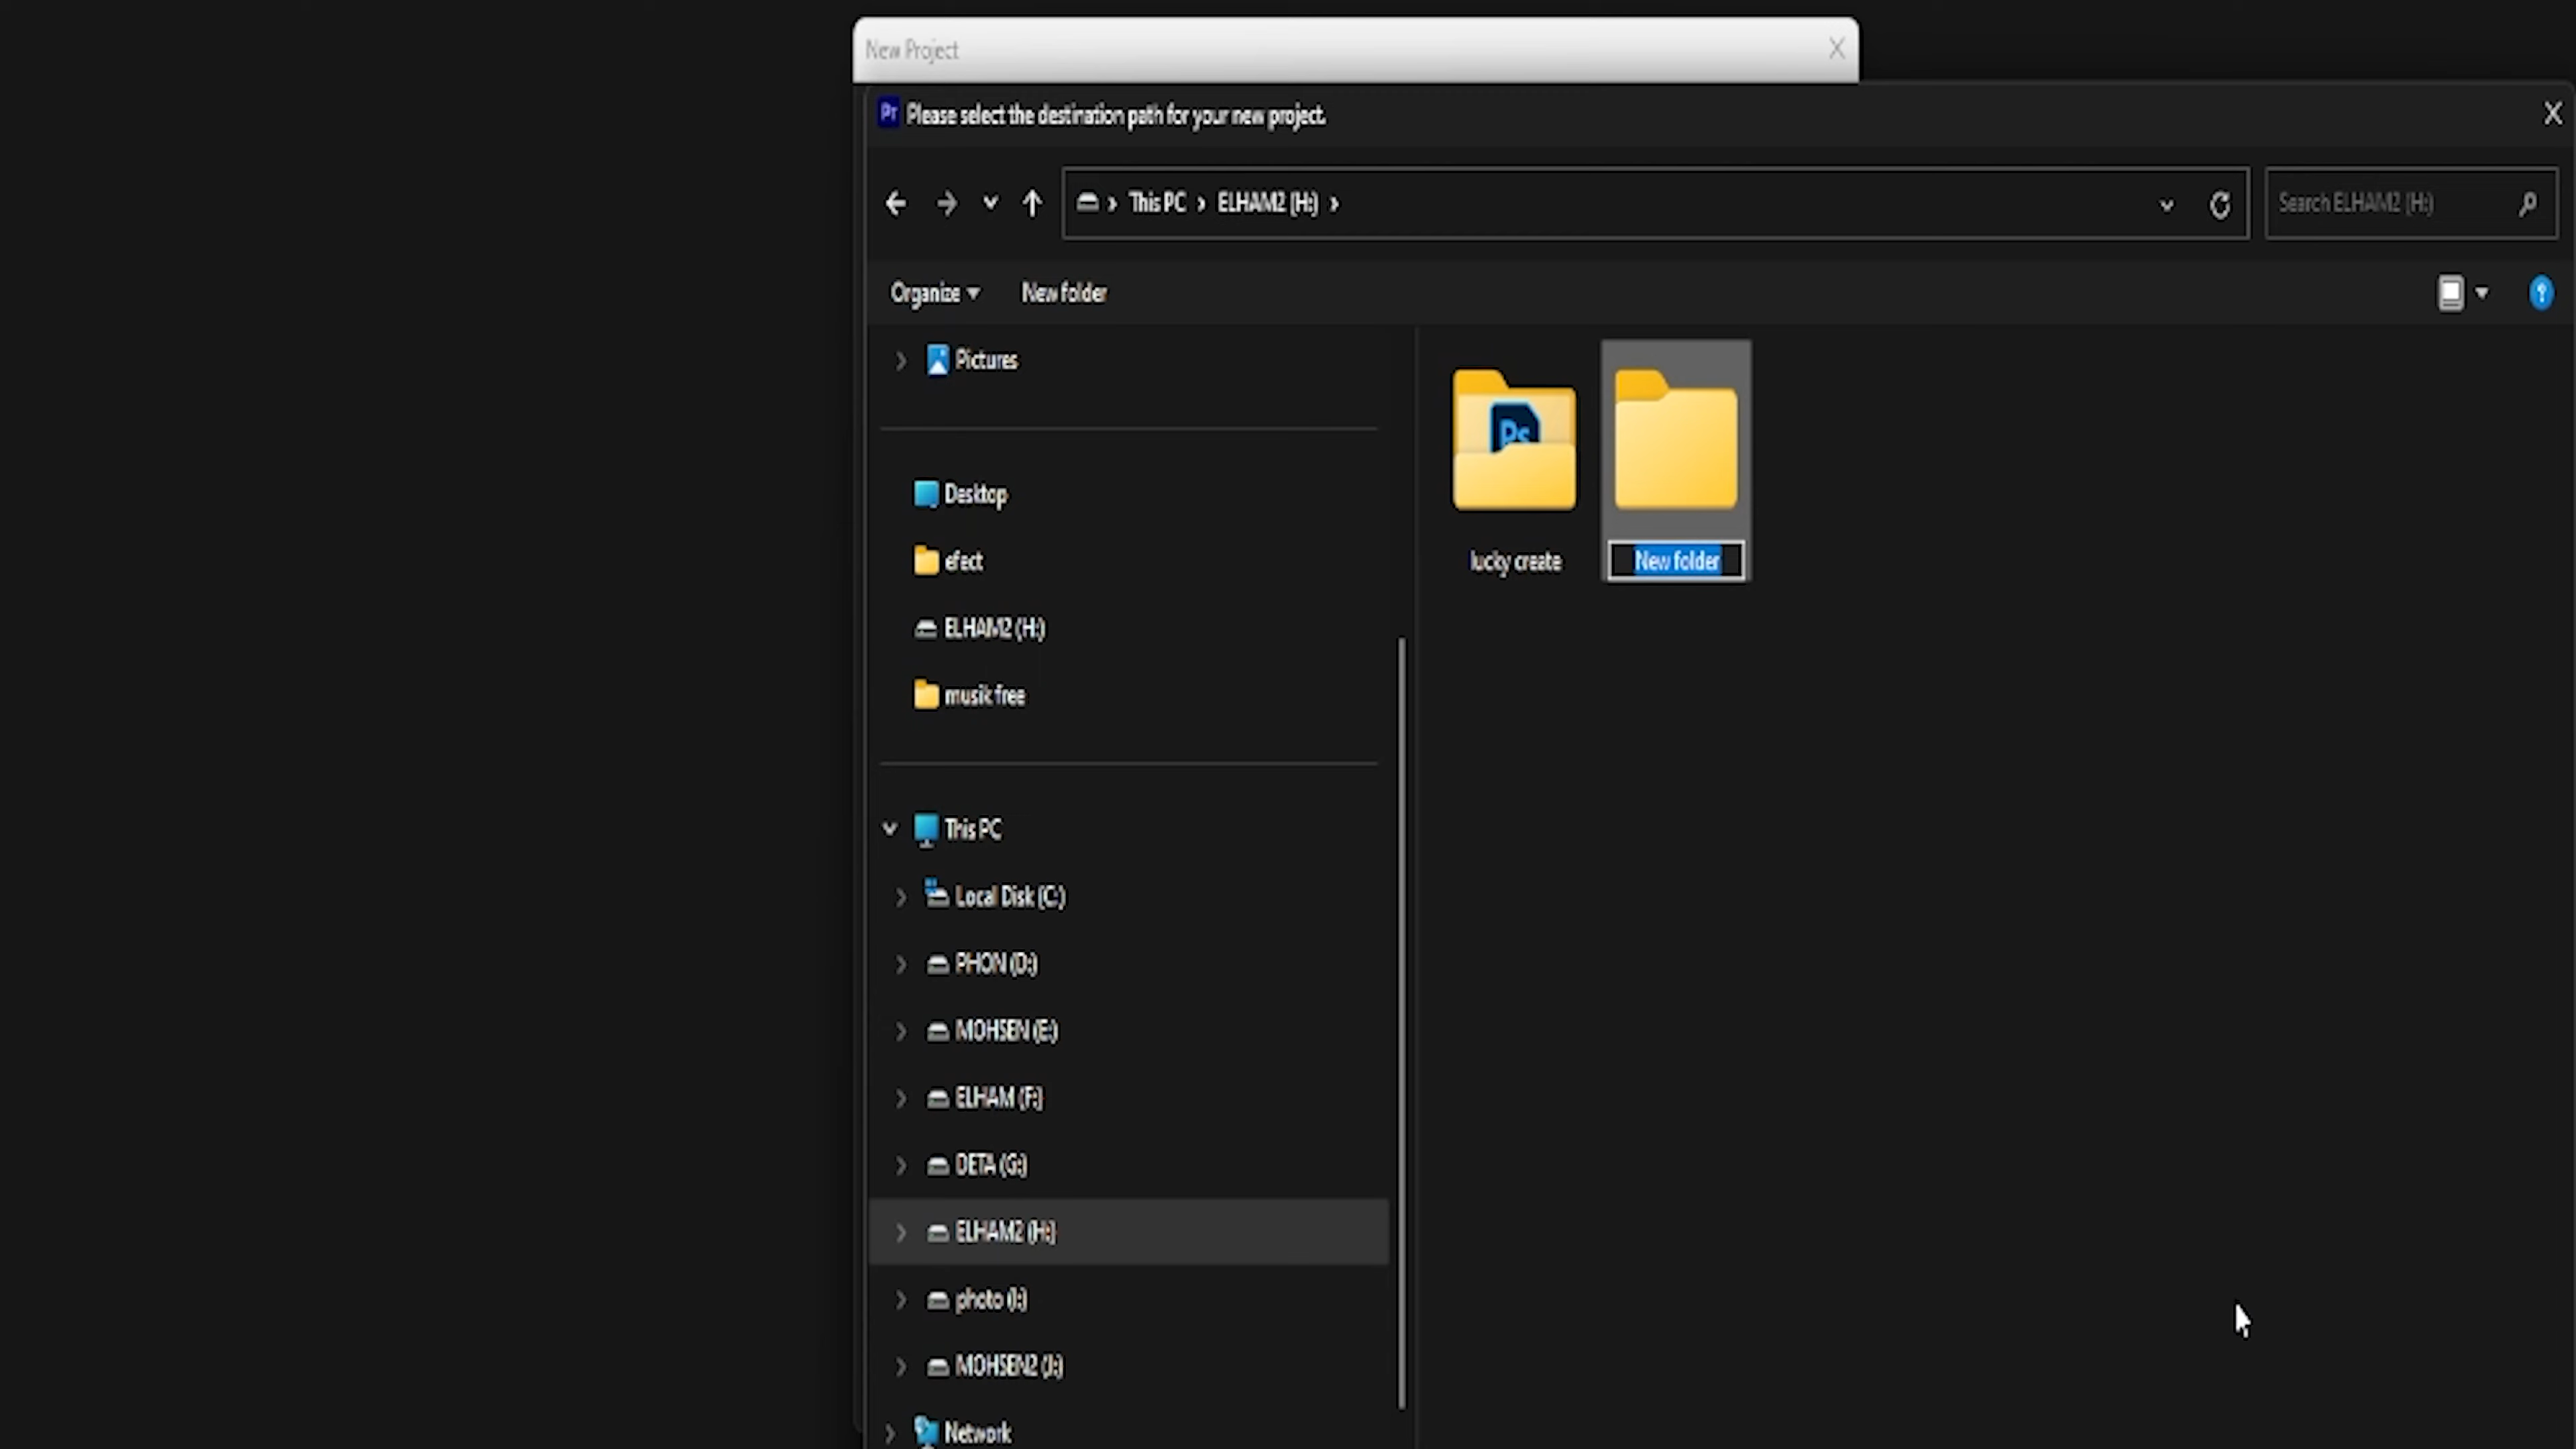 New Project
Pr Please select the destination path for your new project.
This PC > ELHAM2 (H:) >
Search ELHAM2 (H:)
Organize
New folder
Pictures
Desktop
efect
ELHAM2 (H:)
musik free
This PC
Local Disk (C:)
PHON (D:)
MOHSEN (E:)
ELHAM (F:)
DETA (G:)
ELHAM2 (H:)
photo (I:)
MOHSEN2 (J:)
Network
Ps
lucky create
New folder